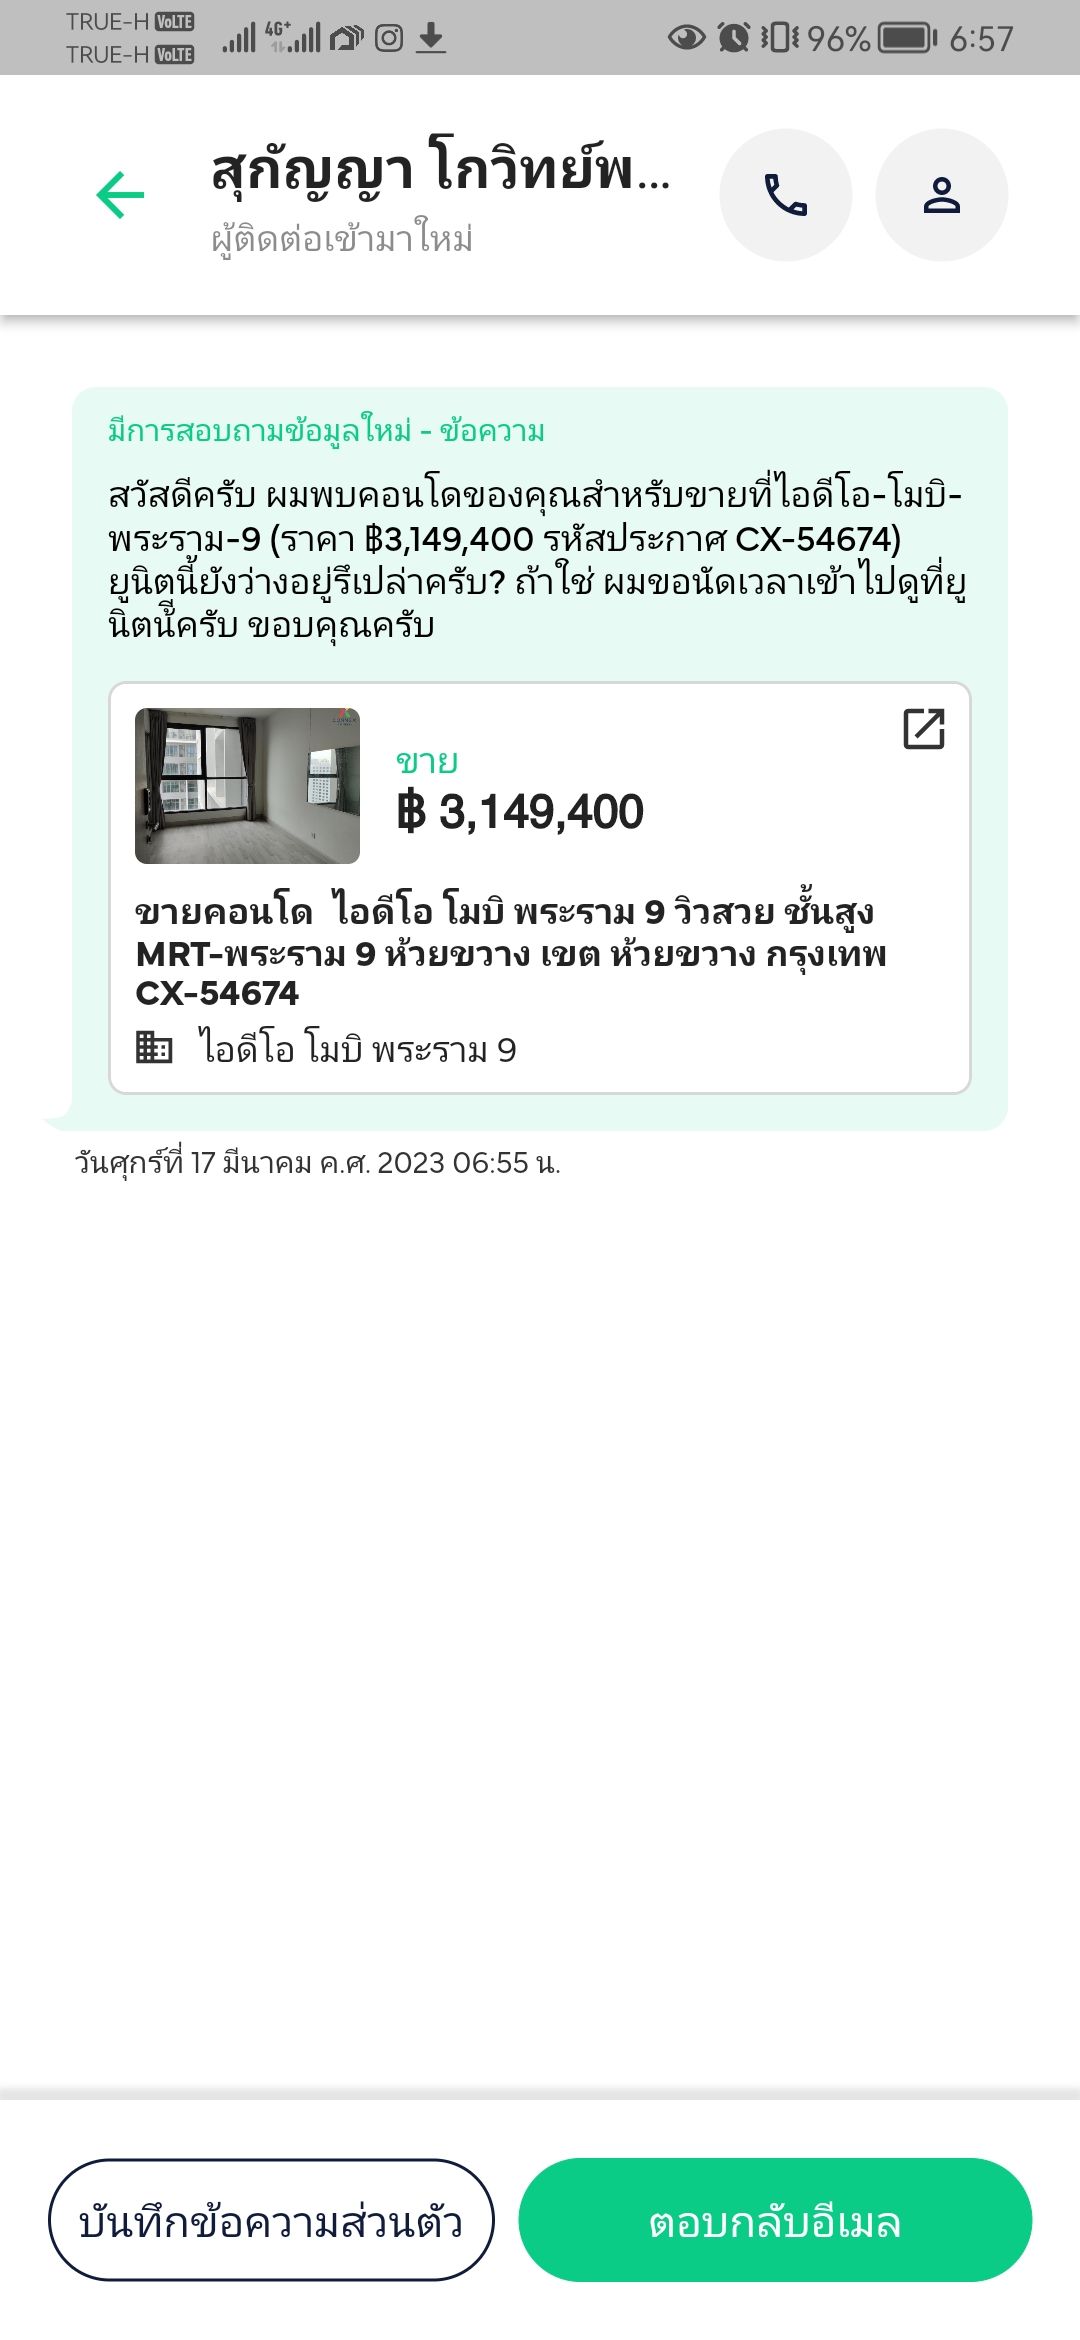 TRUE-H VoLTE
TRUE-H VoLTE
4G+
96%
6:57
สุกัญญา โกวิทย์พ...
ผู้ติดต่อเข้ามาใหม่
มีการสอบถามข้อมูลใหม่ - ข้อความ
สวัสดีครับ ผมพบคอนโดของคุณสำหรับขายที่ไอดีโอ-โมบิ-
พระราม-9 (ราคา ฿3,149,400 รหัสประกาศ CX-54674)
ยูนิตนี้ยังว่างอยู่รึเปล่าครับ? ถ้าใช่ ผมขอนัดเวลาเข้าไปดูที่ยู
นิตนี้ครับ ขอบคุณครับ
ขาย
฿ 3,149,400
ขายคอนโด ไอดีโอ โมบิ พระราม 9 วิวสวย ชั้นสูง
MRT-พระราม 9 ห้วยขวาง เขต ห้วยขวาง กรุงเทพ
CX-54674
ไอดีโอ โมบิ พระราม 9
วันศุกร์ที่ 17 มีนาคม ค.ศ. 2023 06:55 น.
บันทึกข้อความส่วนตัว
ตอบกลับอีเมล